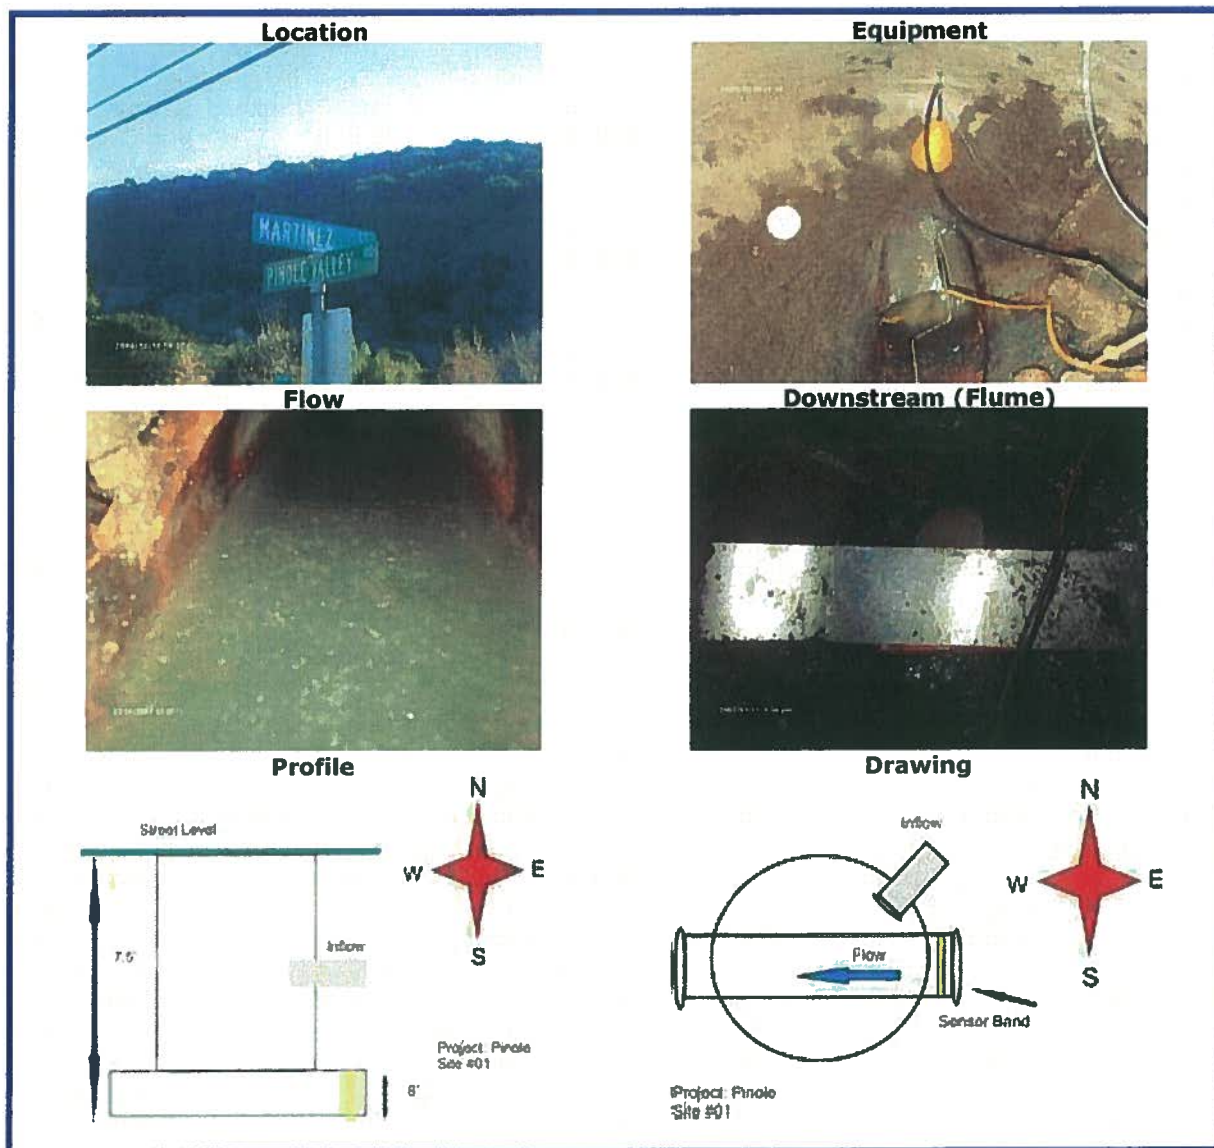 Location
Equipment
MARTINEZ
PINOLE VALLEY
Flow
Downstream (Flume)
Profile
Drawing
N
W
E
S
Street Level
7.5'
Inflow
Project: Pinole
Site #01
N
W
E
S
Inflow
Flow
Sensor Band
Project: Pinole
Site #01